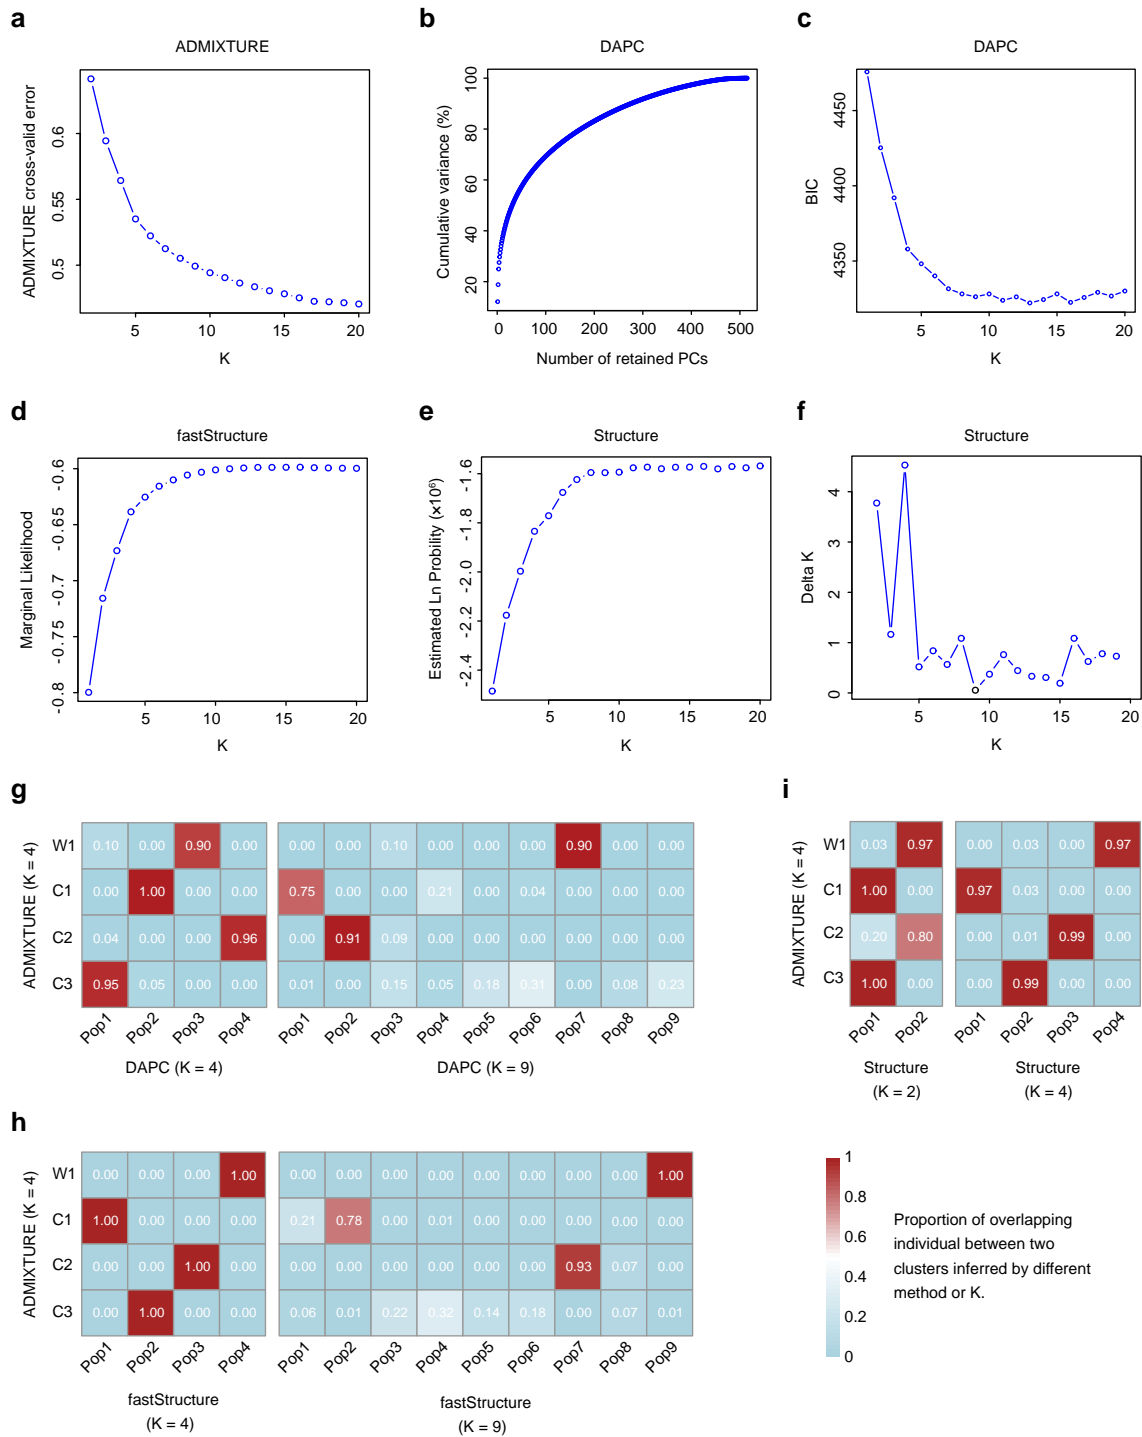 a
ADMIXTURE
ADMIXTURE cross-valid error
0.6
0.55
0.5
5
10
15
20
K
b
DAPC
Cumulative variance (%)
100
80
60
40
20
0
100
200
300
400
500
Number of retained PCs
c
DAPC
BIC
4450
4400
4350
5
10
15
20
K
d
fastStructure
Marginal Likelihood
-0.6
-0.65
-0.7
-0.75
-0.8
5
10
15
20
K
e
Structure
Estimated Ln Probility (×10⁶)
-1.6
-1.8
-2.0
-2.2
-2.4
5
10
15
20
K
f
Structure
Delta K
4
3
2
1
0
5
10
15
20
K
g
ADMIXTURE (K = 4)
W1 0.10 0.00 0.90 0.00 0.00 0.00 0.10 0.00 0.00 0.00 0.90 0.00 0.00
C1 0.00 1.00 0.00 0.00 0.75 0.00 0.00 0.21 0.00 0.04 0.00 0.00 0.00
C2 0.04 0.00 0.00 0.96 0.00 0.91 0.09 0.00 0.00 0.00 0.00 0.00 0.00
C3 0.95 0.05 0.00 0.00 0.01 0.00 0.15 0.05 0.18 0.31 0.00 0.08 0.23
Pop1 Pop2 Pop3 Pop4 Pop1 Pop2 Pop3 Pop4 Pop5 Pop6 Pop7 Pop8 Pop9
DAPC (K = 4)
DAPC (K = 9)
i
ADMIXTURE (K = 4)
W1 0.03 0.97 0.00 0.03 0.00 0.97
C1 1.00 0.00 0.97 0.03 0.00 0.00
C2 0.20 0.80 0.00 0.01 0.99 0.00
C3 1.00 0.00 0.00 0.99 0.00 0.00
Pop1 Pop2 Pop1 Pop2 Pop3 Pop4
Structure
(K = 2)
Structure
(K = 4)
h
ADMIXTURE (K = 4)
W1 0.00 0.00 0.00 1.00 0.00 0.00 0.00 0.00 0.00 0.00 0.00 0.00 1.00
C1 1.00 0.00 0.00 0.00 0.21 0.78 0.00 0.01 0.00 0.00 0.00 0.00 0.00
C2 0.00 0.00 1.00 0.00 0.00 0.00 0.00 0.00 0.00 0.00 0.93 0.07 0.00
C3 0.00 1.00 0.00 0.00 0.06 0.01 0.22 0.32 0.14 0.18 0.00 0.07 0.01
Pop1 Pop2 Pop3 Pop4 Pop1 Pop2 Pop3 Pop4 Pop5 Pop6 Pop7 Pop8 Pop9
fastStructure
(K = 4)
fastStructure
(K = 9)
1
0.8
0.6
0.4
0.2
0
Proportion of overlapping
individual between two
clusters inferred by different
method or K.